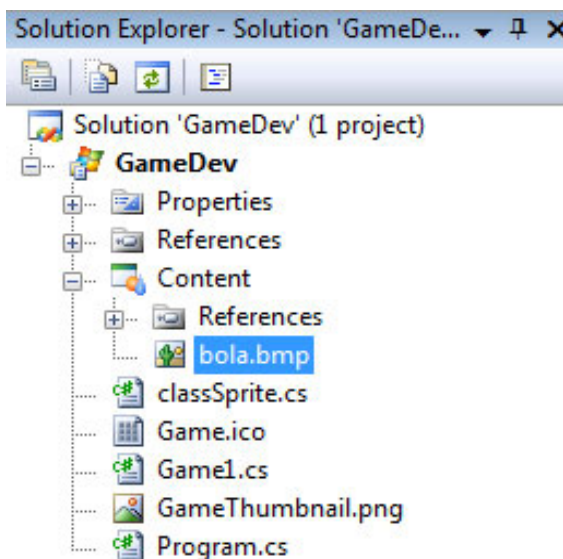 Solution Explorer - Solution 'GameDe...
Solution 'GameDev' (1 project)
GameDev
Properties
References
Content
References
bola.bmp
classSprite.cs
Game.ico
Game1.cs
GameThumbnail.png
Program.cs